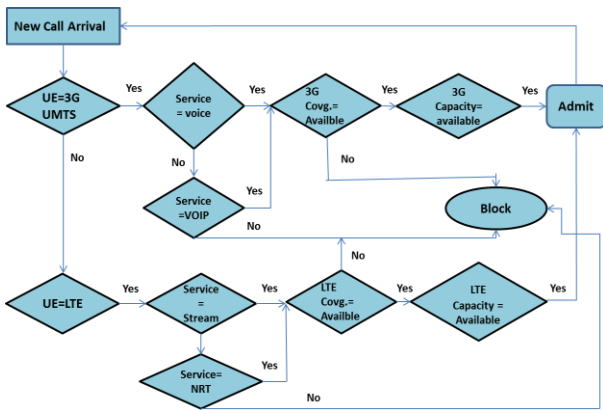 New Call Arrival
UE=3G
UMTS
Yes
Service
= voice
Yes
3G
Covg.=
Availble
Yes
3G
Capacity=
available
Yes
Admit
No
No
No
Service
=VOIP
Yes
No
Block
No
UE=LTE
Yes
Service
=
Stream
Yes
LTE
Covg.=
Availble
Yes
LTE
Capacity =
Available
Yes
Service=
NRT
Yes
No